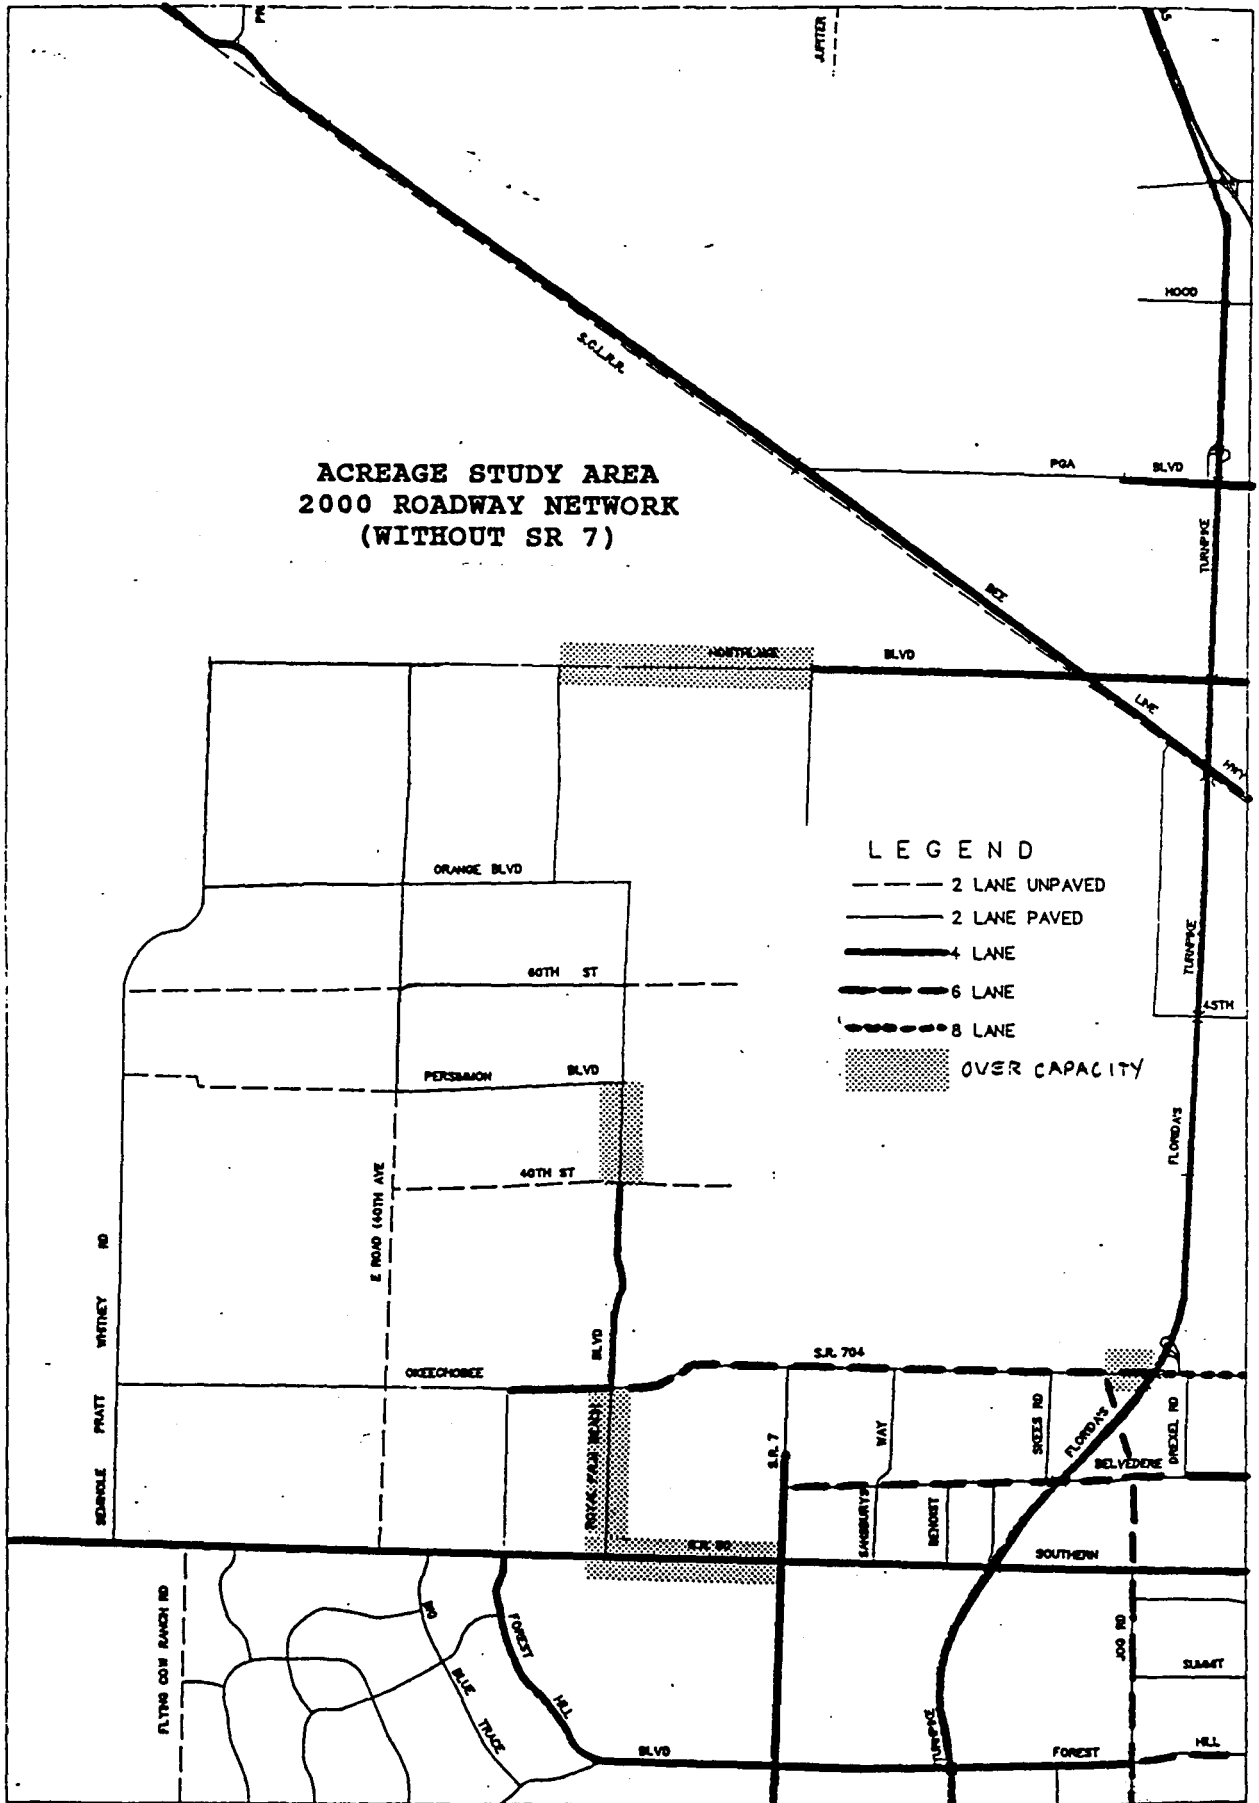 PR
JUPITER
HOOD
S.C.L.R.R.
ACREAGE STUDY AREA
2000 ROADWAY NETWORK
(WITHOUT SR 7)
PGA BLVD
TURNPIKE
BEE
BLVD
LINE
HWY
LEGEND
2 LANE UNPAVED
2 LANE PAVED
4 LANE
6 LANE
8 LANE
OVER CAPACITY
ORANGE BLVD
60TH ST
TURNPIKE
45TH
PERSIMMON BLVD
FLORIDA'S
40TH ST
E ROAD (40TH AVE
SEMINOLE PRATT WHITNEY RD
BLVD
OKEECHOBEE
S.R. 704
ROYAL PALM BEACH
S.R. 7
WAY
SKEES RD
FLORIDA'S
DREXEL RD
BELVEDERE
SANSBURYS
BENOIST
S.R. 80
SOUTHERN
FLYING COW RANCH RD
BIG
BLUE
TRACE
FOREST
HILL
BLVD
TURNPIKE
JOG RD
SUMMIT
FOREST
HILL